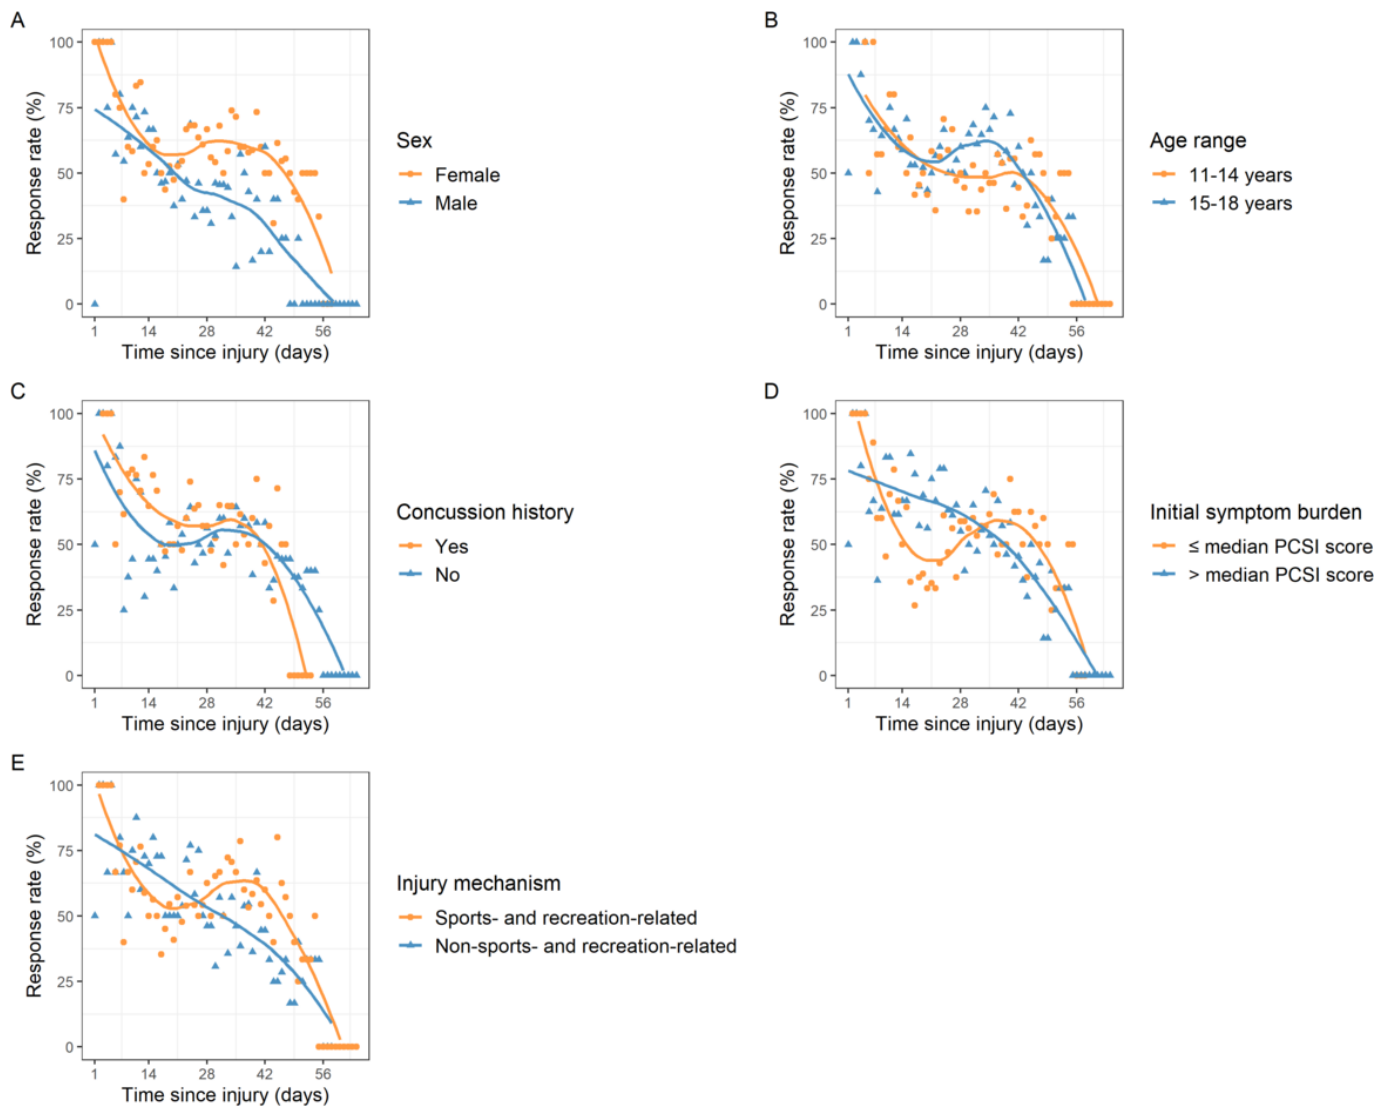 A
100
75
50
25
0
Response rate (%)
1 14 28 42 56
Time since injury (days)
Sex
Female
Male
B
100
75
50
25
0
Response rate (%)
1 14 28 42 56
Time since injury (days)
Age range
11-14 years
15-18 years
C
100
75
50
25
0
Response rate (%)
1 14 28 42 56
Time since injury (days)
Concussion history
Yes
No
D
100
75
50
25
0
Response rate (%)
1 14 28 42 56
Time since injury (days)
Initial symptom burden
≤ median PCSI score
> median PCSI score
E
100
75
50
25
0
Response rate (%)
1 14 28 42 56
Time since injury (days)
Injury mechanism
Sports- and recreation-related
Non-sports- and recreation-related